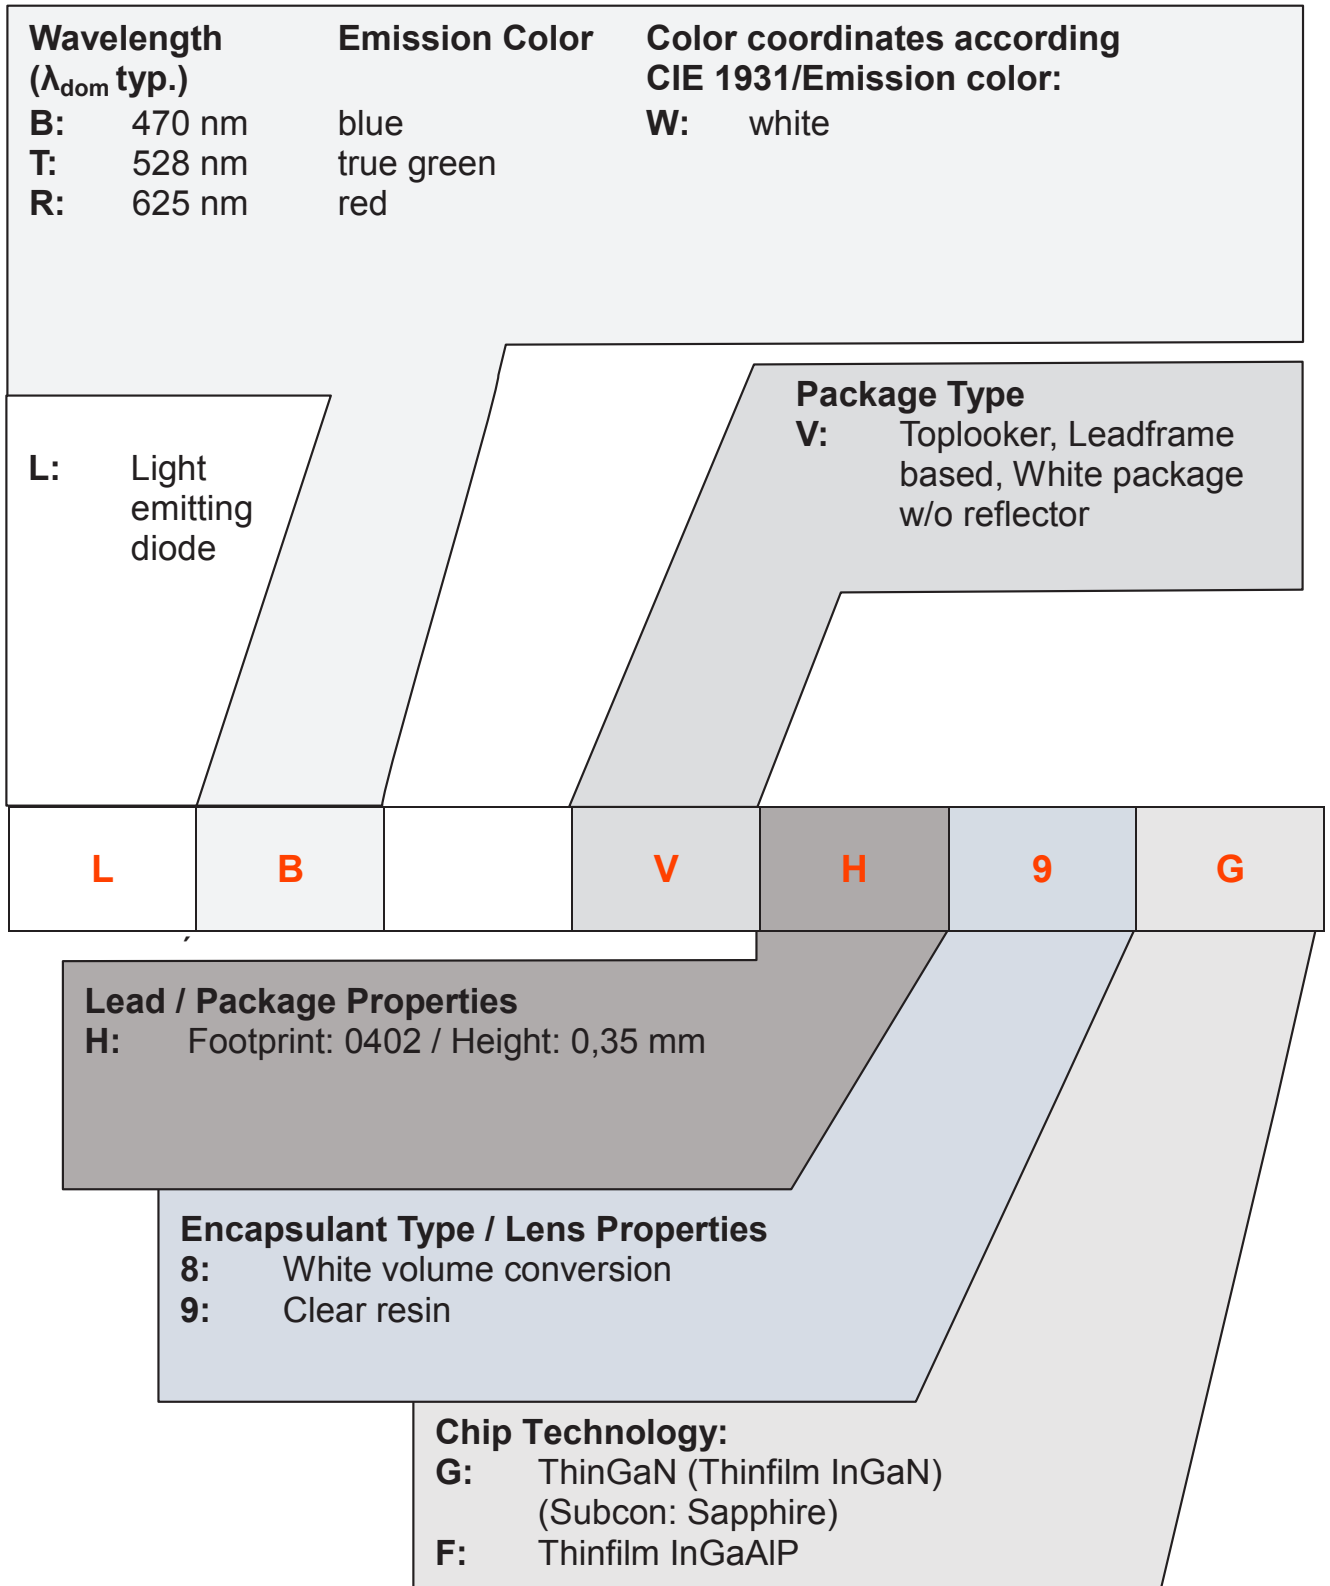 Wavelength Emission Color Color coordinates according
(λdom typ.) CIE 1931/Emission color:
B: 470 nm blue W: white
T: 528 nm true green
R: 625 nm red
Package Type
V: Toplooker, Leadframe
based, White package
w/o reflector
L: Light
emitting
diode
L B V H 9 G
Lead / Package Properties
H: Footprint: 0402 / Height: 0,35 mm
Encapsulant Type / Lens Properties
8: White volume conversion
9: Clear resin
Chip Technology:
G: ThinGaN (Thinfilm InGaN)
(Subcon: Sapphire)
F: Thinfilm InGaAlP